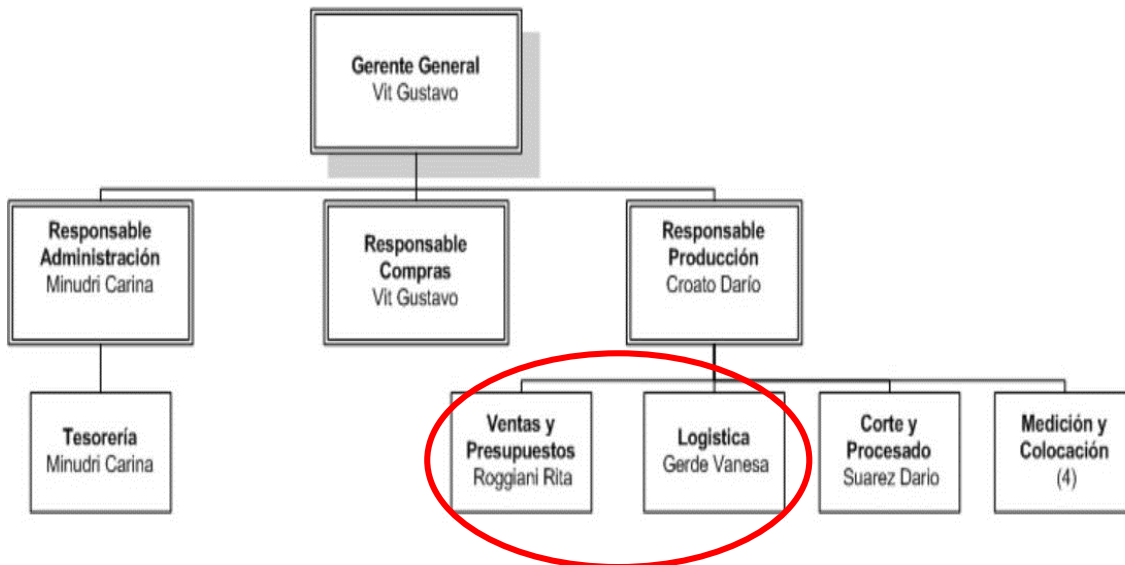 Gerente General
Vit Gustavo
Responsable
Administración
Minudri Carina
Responsable
Compras
Vit Gustavo
Responsable
Producción
Croato Darío
Tesorería
Minudri Carina
Ventas y
Presupuestos
Roggiani Rita
Logistica
Gerde Vanesa
Corte y
Procesado
Suarez Dario
Medición y
Colocación
(4)